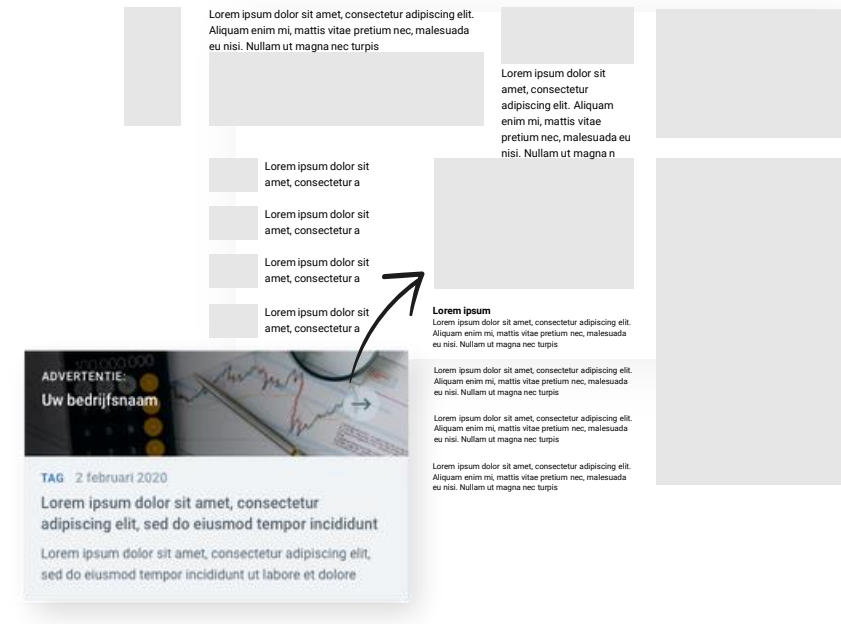 Lorem ipsum dolor sit amet, consectetur adipiscing elit.
Aliquam enim mi, mattis vitae pretium nec, malesuada
eu nisi. Nullam ut magna nec turpis
Lorem ipsum dolor sit
amet, consectetur
adipiscing elit. Aliquam
enim mi, mattis vitae
pretium nec, malesuada eu
nisi. Nullam ut magna n
Lorem ipsum dolor sit
amet, consectetur a
Lorem ipsum dolor sit
amet, consectetur a
Lorem ipsum dolor sit
amet, consectetur a
Lorem ipsum dolor sit
amet, consectetur a
Lorem ipsum
Lorem ipsum dolor sit amet, consectetur adipiscing elit.
Aliquam enim mi, mattis vitae pretium nec, malesuada
eu nisi. Nullam ut magna nec turpis
Lorem ipsum dolor sit amet, consectetur adipiscing elit.
Aliquam enim mi, mattis vitae pretium nec, malesuada
eu nisi. Nullam ut magna nec turpis
Lorem ipsum dolor sit amet, consectetur adipiscing elit.
Aliquam enim mi, mattis vitae pretium nec, malesuada
eu nisi. Nullam ut magna nec turpis
Lorem ipsum dolor sit amet, consectetur adipiscing elit.
Aliquam enim mi, mattis vitae pretium nec, malesuada
eu nisi. Nullam ut magna nec turpis
100,000,000
ADVERTENTIE:
Uw bedrijfsnaam
TAG 2 februari 2020
Lorem ipsum dolor sit amet, consectetur
adipiscing elit, sed do eiusmod tempor incididunt
Lorem ipsum dolor sit amet, consectetur adipiscing elit,
sed do eiusmod tempor incididunt ut labore et dolore